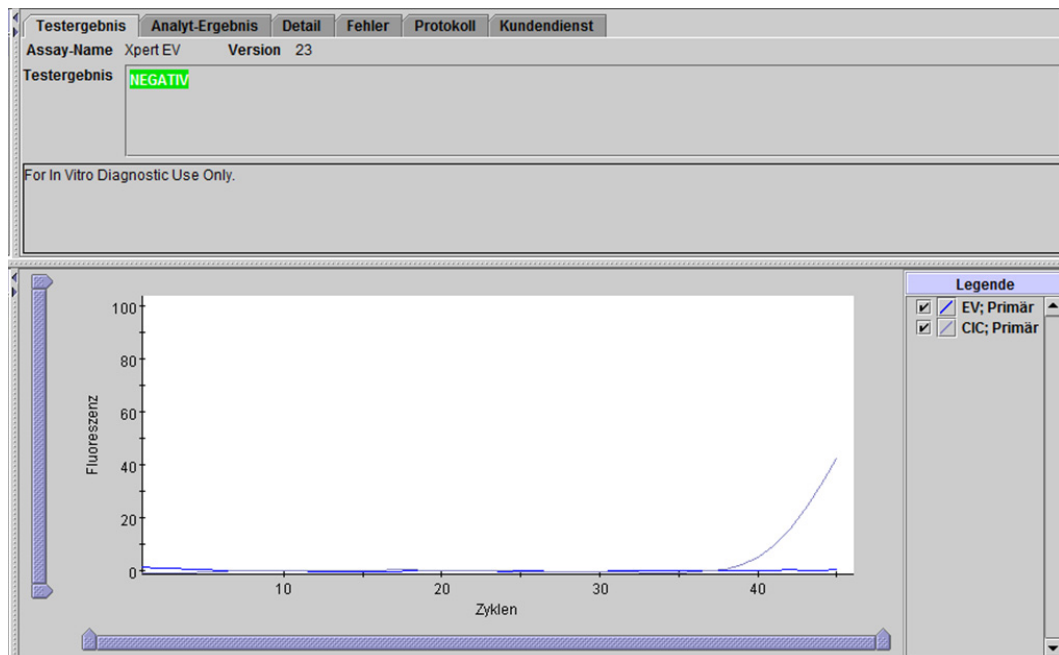 Testergebnis Analyt-Ergebnis Detail Fehler Protokoll Kundendienst
Assay-Name Xpert EV Version 23
Testergebnis NEGATIV
For In Vitro Diagnostic Use Only.
Legende
EV; Primär
CIC; Primär
100
80
60
40
20
0
Fluoreszenz
10 20 30 40
Zyklen